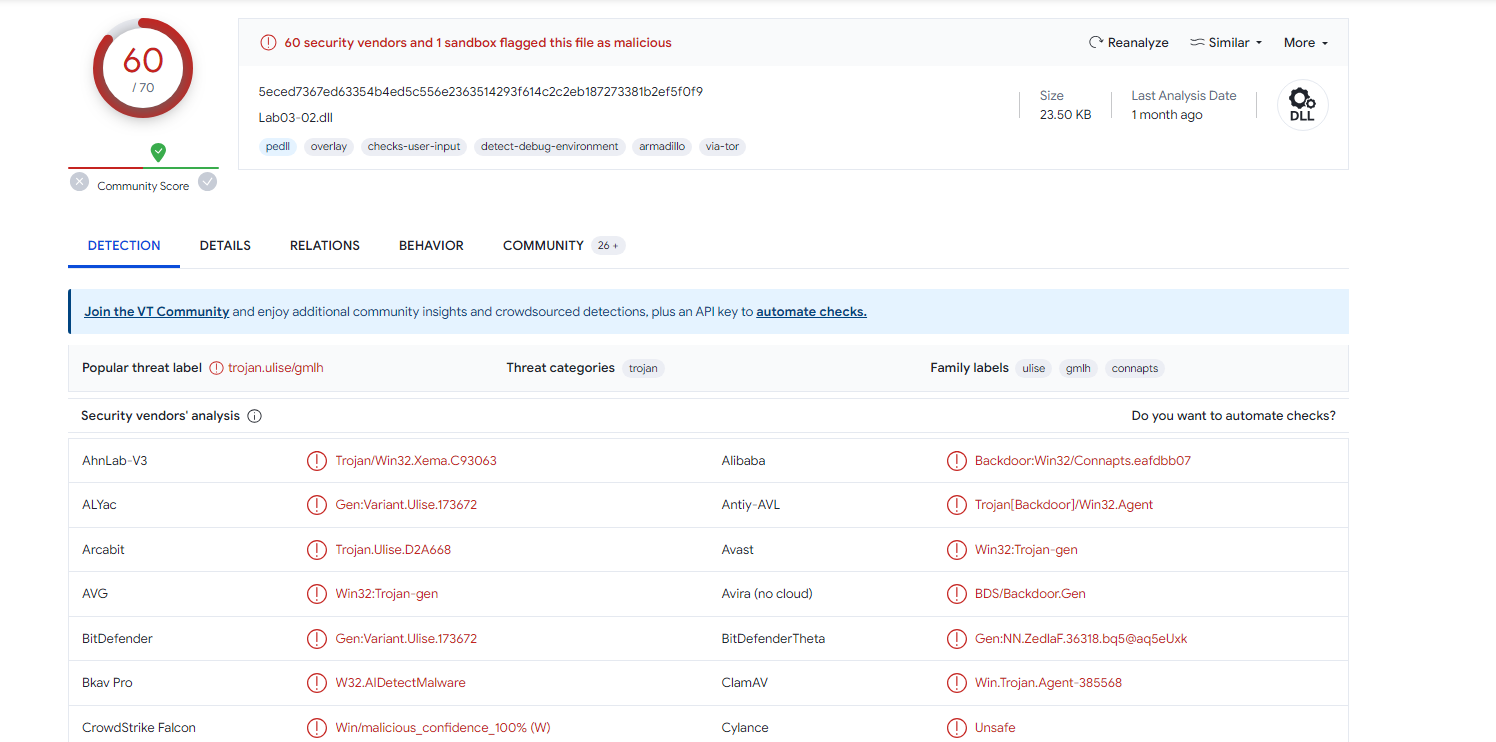 60
/ 70
Community Score
60 security vendors and 1 sandbox flagged this file as malicious
Reanalyze Similar More
5eced7367ed63354b4ed5c556e2363514293f614c2c2eb187273381b2ef5f0f9
Lab03-02.dll
pedll overlay checks-user-input detect-debug-environment armadillo via-tor
Size
23.50 KB
Last Analysis Date
1 month ago
DLL
DETECTION DETAILS RELATIONS BEHAVIOR COMMUNITY 26 +
Join the VT Community and enjoy additional community insights and crowdsourced detections, plus an API key to automate checks.
Popular threat label trojan.ulise/gmlh Threat categories trojan Family labels ulise gmlh connapts
Security vendors' analysis Do you want to automate checks?
AhnLab-V3 Trojan/Win32.Xema.C93063 Alibaba Backdoor:Win32/Connapts.eafdbb07
ALYac Gen:Variant.Ulise.173672 Antiy-AVL Trojan[Backdoor]/Win32.Agent
Arcabit Trojan.Ulise.D2A668 Avast Win32:Trojan-gen
AVG Win32:Trojan-gen Avira (no cloud) BDS/Backdoor.Gen
BitDefender Gen:Variant.Ulise.173672 BitDefenderTheta Gen:NN.ZedlaF.36318.bq5@aq5eUxk
Bkav Pro W32.AIDetectMalware ClamAV Win.Trojan.Agent-385568
CrowdStrike Falcon Win/malicious_confidence_100% (W) Cylance Unsafe